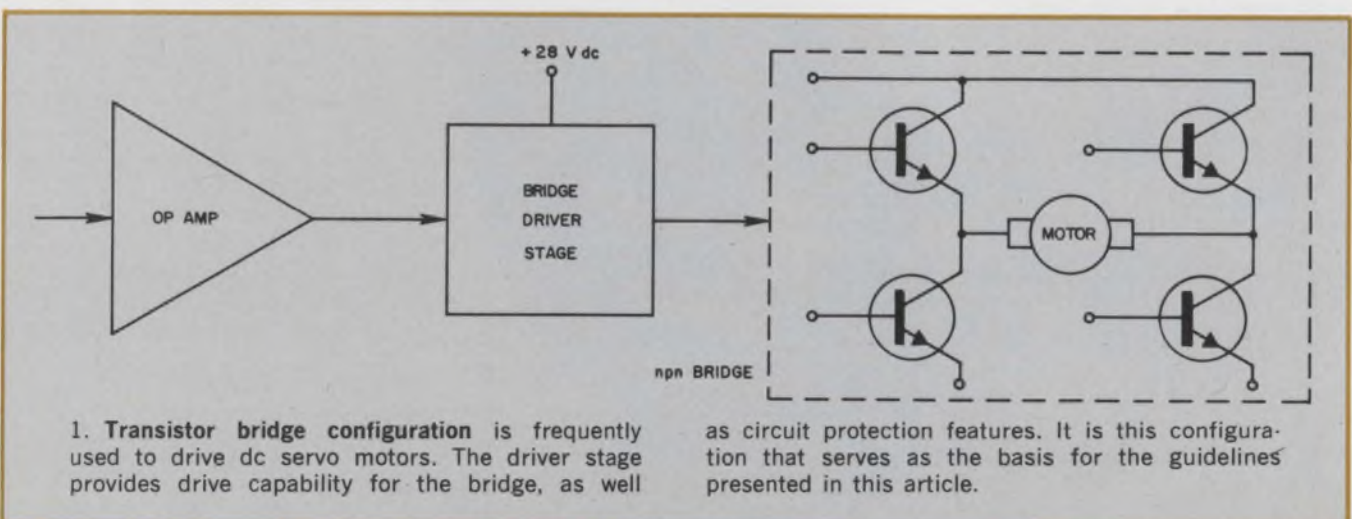 + 28 V dc
OP AMP
BRIDGE
DRIVER
STAGE
MOTOR
npn BRIDGE
1. Transistor bridge configuration is frequently
used to drive dc servo motors. The driver stage
provides drive capability for the bridge, as well
as circuit protection features. It is this configura-
tion that serves as the basis for the guidelines
presented in this article.